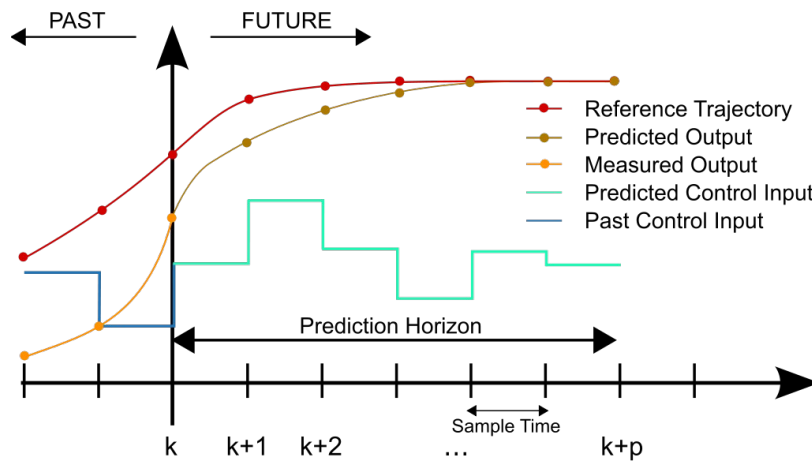 PAST
FUTURE
Reference Trajectory
Predicted Output
Measured Output
Predicted Control Input
Past Control Input
Prediction Horizon
Sample Time
k
k+1
k+2
...
k+p